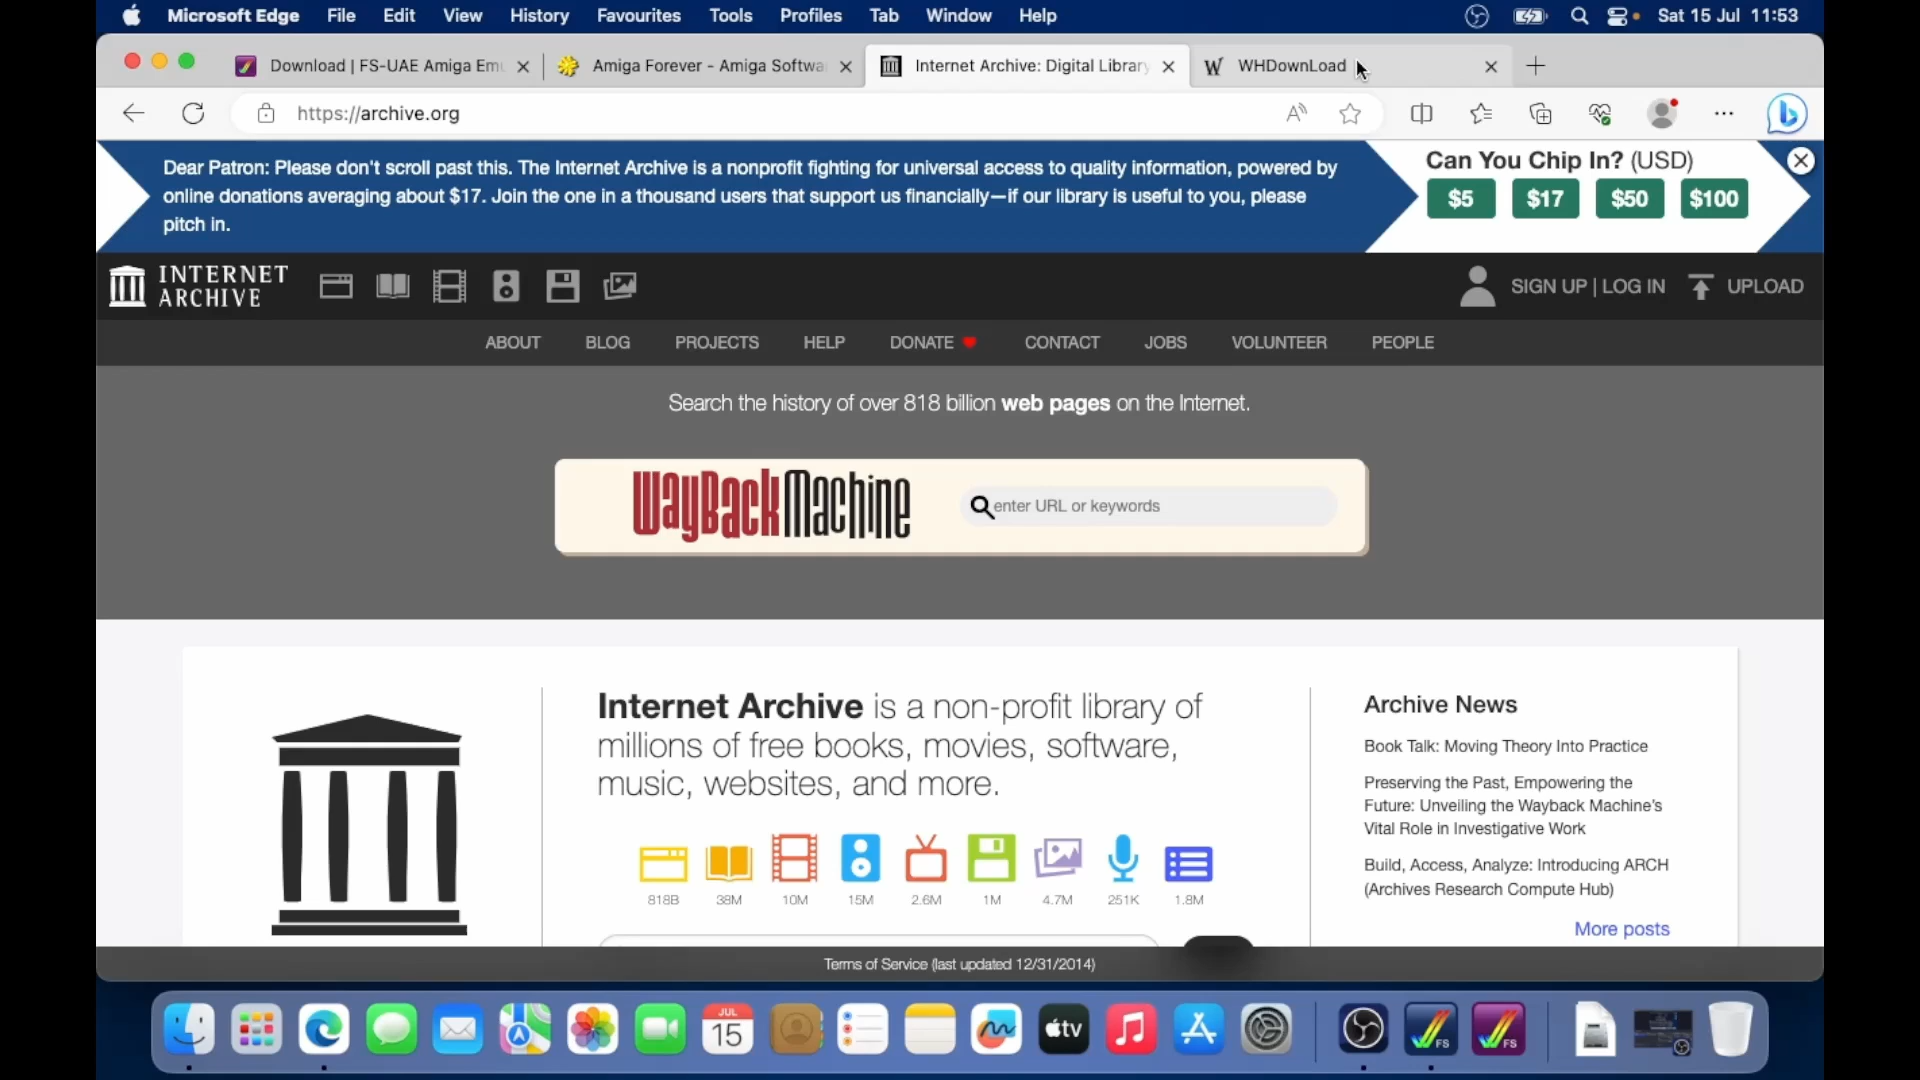 Microsoft Edge File Edit View History Favourites Tools Profiles Tab Window Help Sat 15 Jul 11:53
Download | FS-UAE Amiga Emu Amiga Forever - Amiga Softwa Internet Archive: Digital Library WHDownLoad
https://archive.org
Dear Patron: Please don't scroll past this. The Internet Archive is a nonprofit fighting for universal access to quality information, powered by
online donations averaging about $17. Join the one in a thousand users that support us financially—if our library is useful to you, please
pitch in.
Can You Chip In? (USD)
$5 $17 $50 $100
INTERNET
ARCHIVE
SIGN UP | LOG IN UPLOAD
ABOUT BLOG PROJECTS HELP DONATE CONTACT JOBS VOLUNTEER PEOPLE
Search the history of over 818 billion web pages on the Internet.
WayBackMachine
enter URL or keywords
Internet Archive is a non-profit library of
millions of free books, movies, software,
music, websites, and more.
818B 38M 10M 15M 2.6M 1M 4.7M 251K 1.8M
Archive News
Book Talk: Moving Theory Into Practice
Preserving the Past, Empowering the
Future: Unveiling the Wayback Machine's
Vital Role in Investigative Work
Build, Access, Analyze: Introducing ARCH
(Archives Research Compute Hub)
More posts
Terms of Service (last updated 12/31/2014)
JUL
15
tv
FS
FS